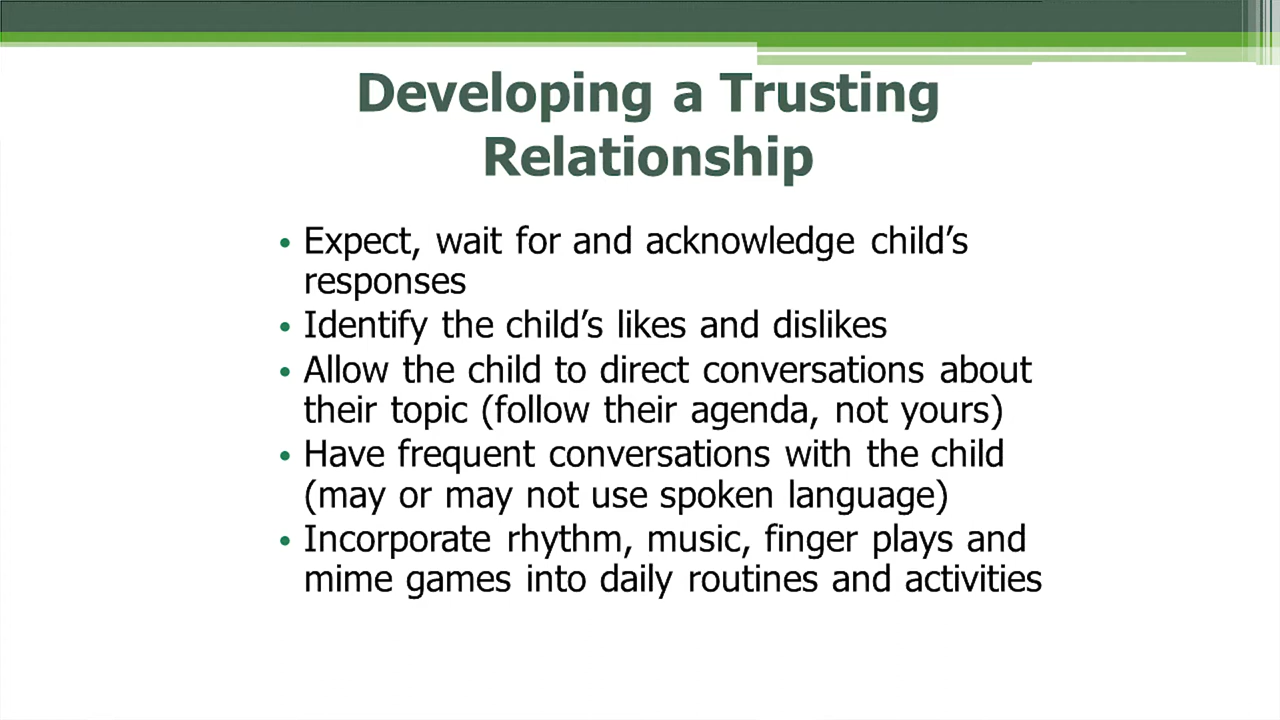 Developing a Trusting
Relationship
• Expect, wait for and acknowledge child’s
responses
• Identify the child’s likes and dislikes
• Allow the child to direct conversations about
their topic (follow their agenda, not yours)
• Have frequent conversations with the child
(may or may not use spoken language)
• Incorporate rhythm, music, finger plays and
mime games into daily routines and activities